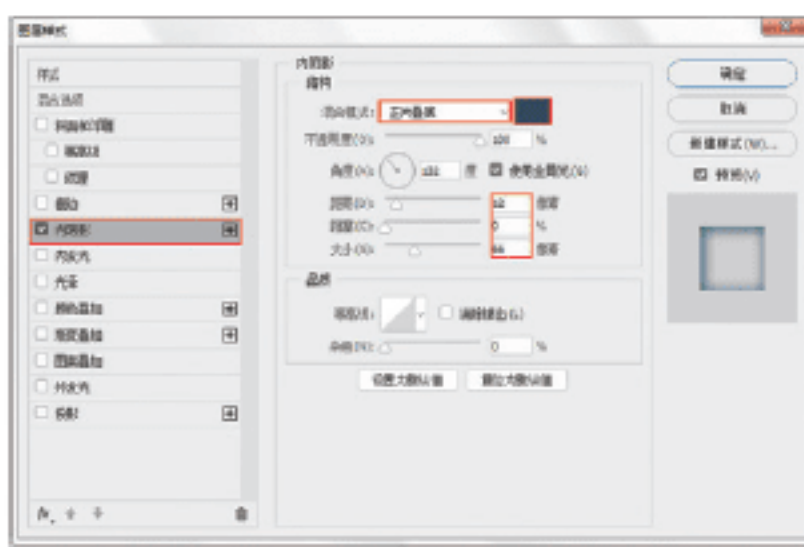 图层样式
样式
混合选项
斜面和浮雕
等高线
纹理
描边
内阴影
内发光
光泽
颜色叠加
渐变叠加
图案叠加
外发光
投影
fx
内阴影
结构
混合模式： 正片叠底
不透明度(O)： 100 %
角度(A)： 度 使用全局光(G)
距离(D)： 像素
阻塞(C)： 0 %
大小(S)： 像素
品质
等高线： 消除锯齿(L)
杂色(N)： 0 %
设置为默认值 复位为默认值
确定
取消
新建样式(W)...
预览(V)